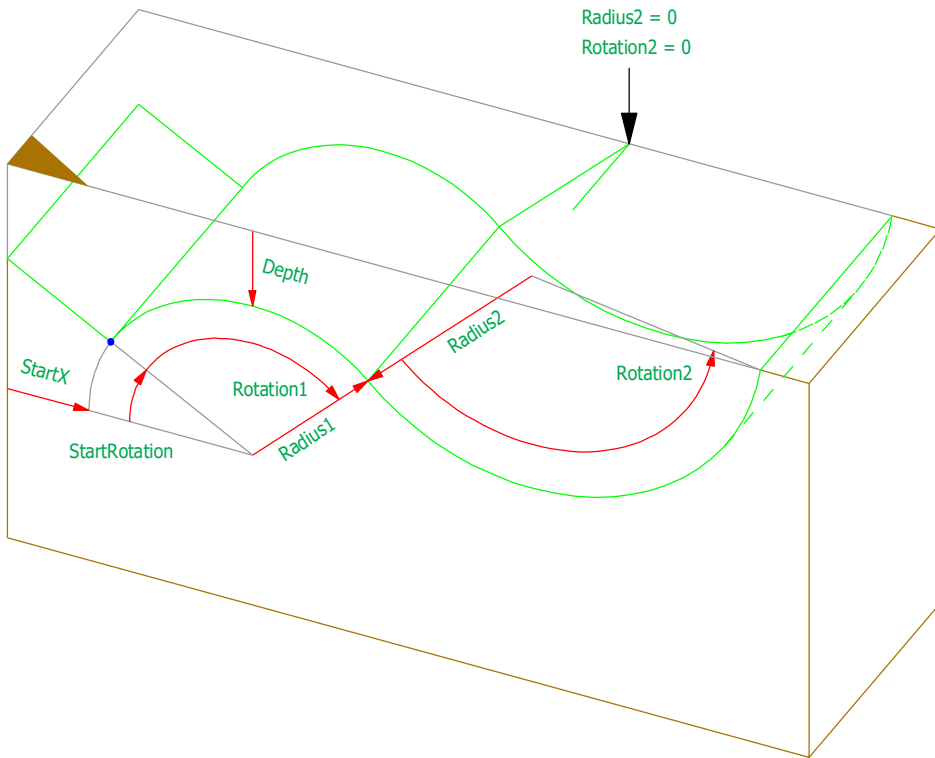 Radius2 = 0
Rotation2 = 0
Depth
Radius2
StartX
Rotation1
Rotation2
Radius1
StartRotation